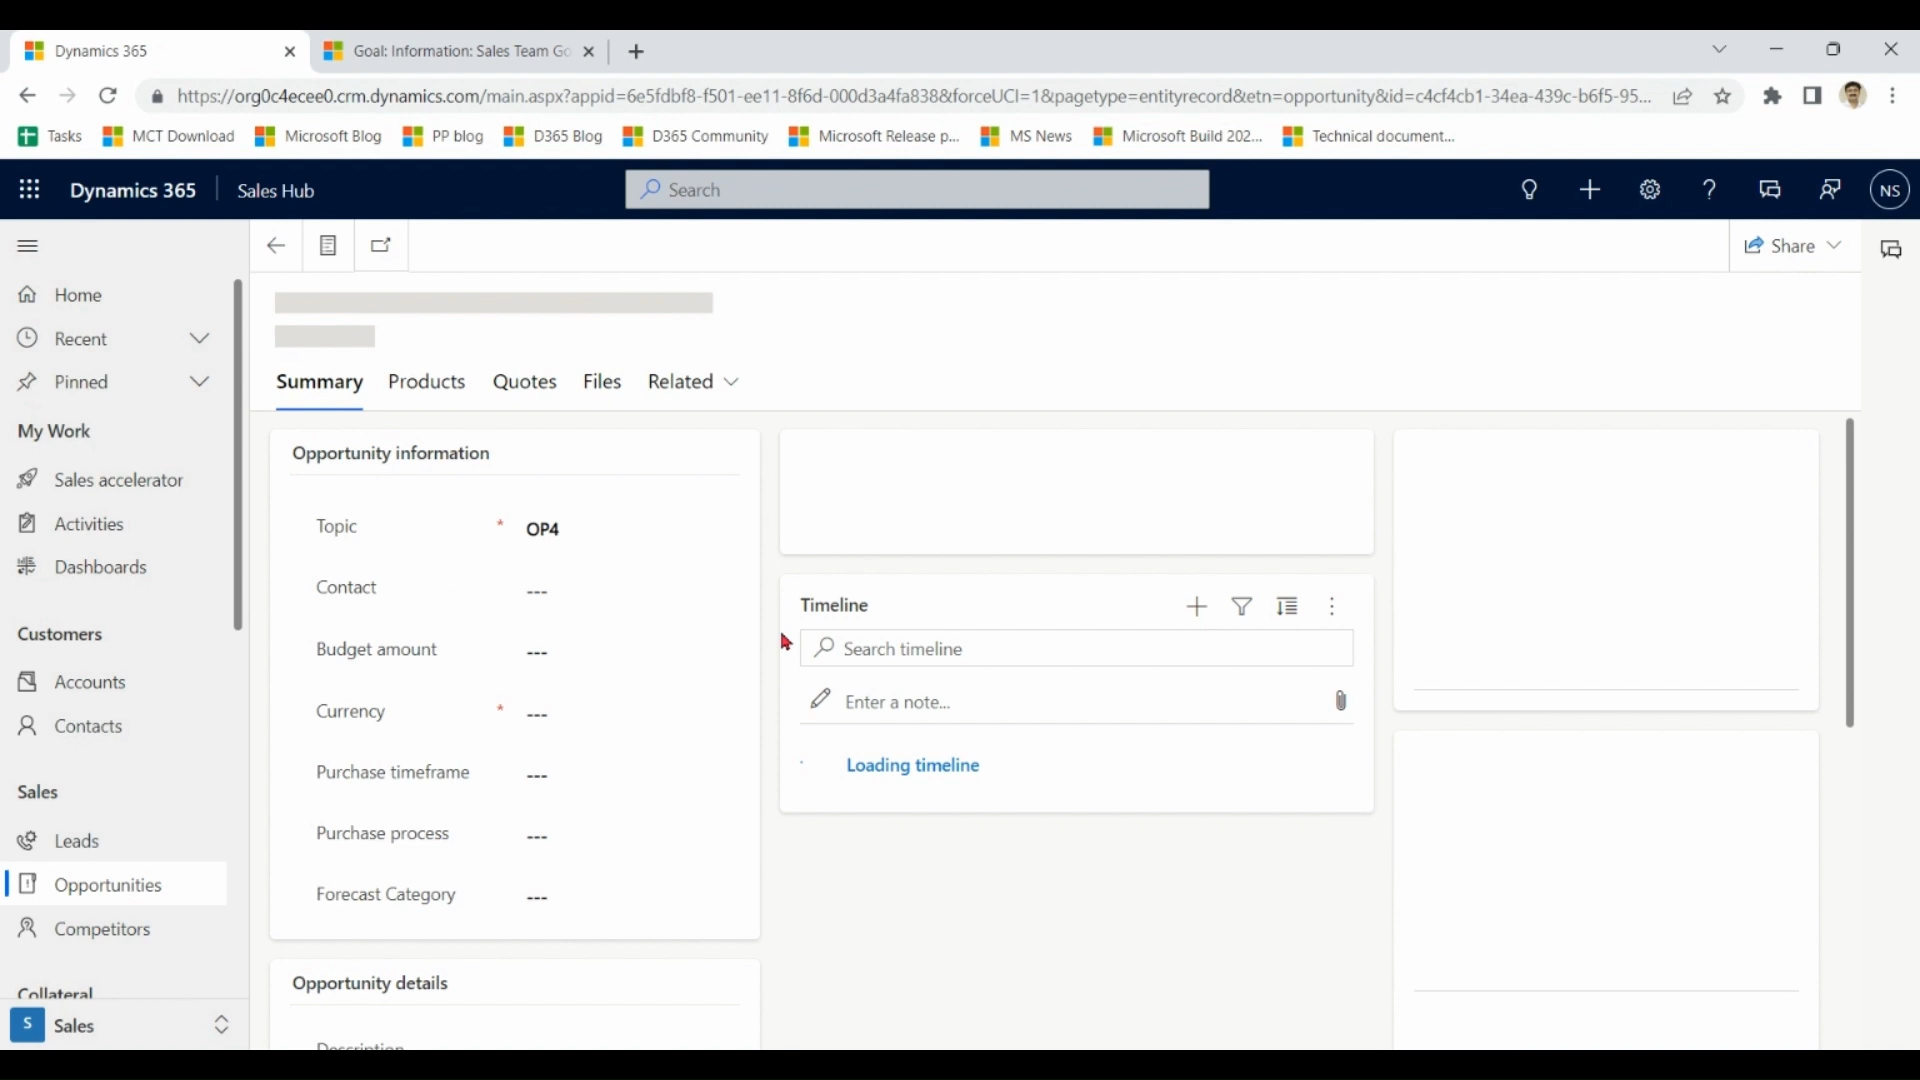 Dynamics 365
Goal: Information: Sales Team Go
https://org0c4ecee0.crm.dynamics.com/main.aspx?appid=6e5fdbf8-f501-ee11-8f6d-000d3a4fa838&forceUCI=1&pagetype=entityrecord&etn=opportunity&id=c4cf4cb1-34ea-439c-b6f5-95...
Tasks MCT Download Microsoft Blog PP blog D365 Blog D365 Community Microsoft Release p... MS News Microsoft Build 202... Technical document...
Dynamics 365 Sales Hub Search NS
Share
Home
Recent
Pinned
My Work
Sales accelerator
Activities
Dashboards
Customers
Accounts
Contacts
Sales
Leads
Opportunities
Competitors
Collateral
S Sales
Summary Products Quotes Files Related
Opportunity information
Topic * OP4
Contact ---
Budget amount ---
Currency * ---
Purchase timeframe ---
Purchase process ---
Forecast Category ---
Opportunity details
Description
Timeline
Search timeline
Enter a note...
Loading timeline